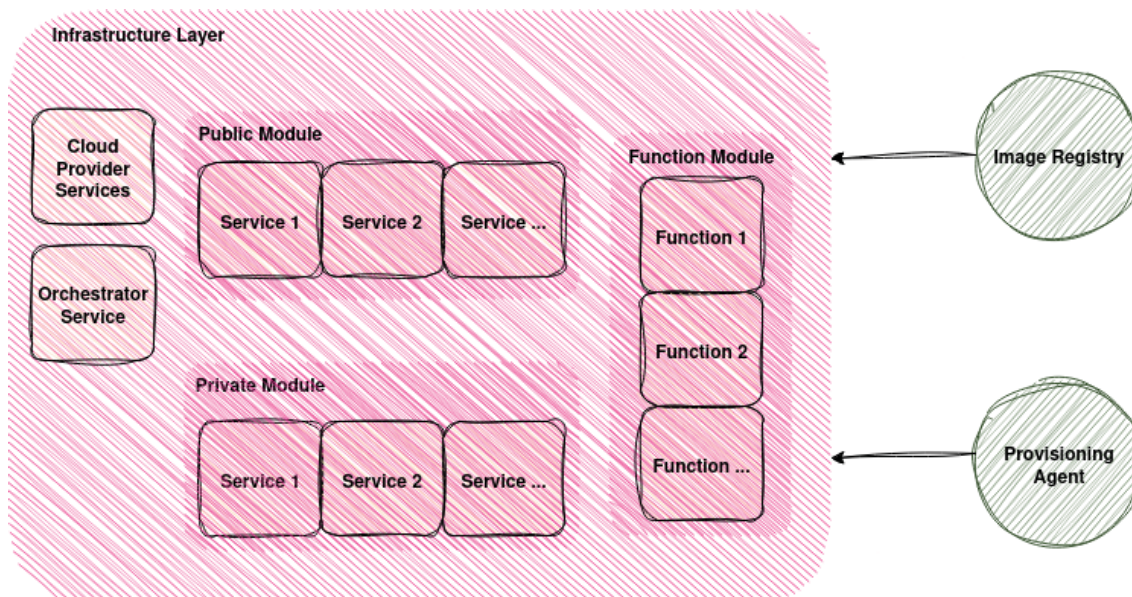 Infrastructure Layer
Cloud
Provider
Services
Orchestrator
Service
Public Module
Service 1
Service 2
Service ...
Private Module
Service 1
Service 2
Service ...
Function Module
Function 1
Function 2
Function ...
Image Registry
Provisioning
Agent